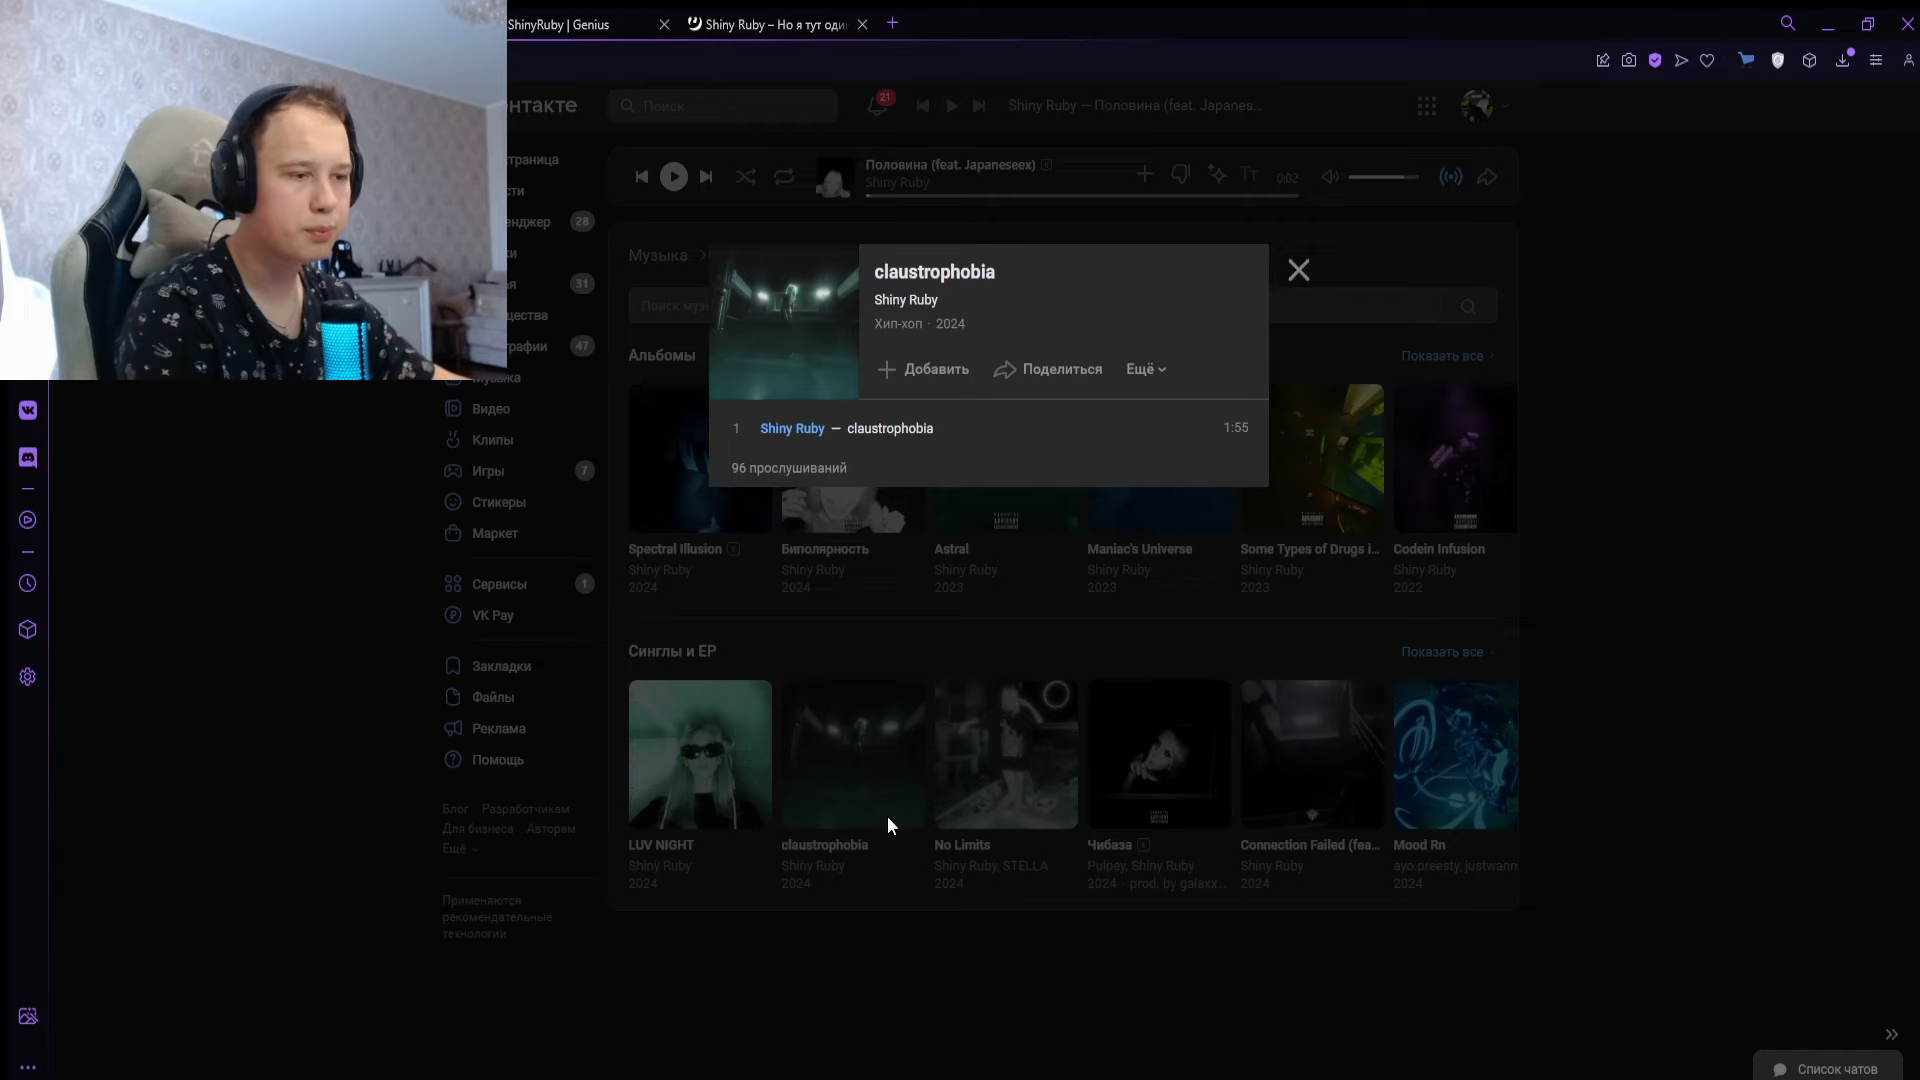 ShinyRuby | Genius
Shiny Ruby – Но я тут оди
нтакте
Поиск
21
Shiny Ruby — Половина (feat. Japanes...
траница
сти
енджер
28
Половина (feat. Japaneseex) E
Shiny Ruby
Тт
0:02
Музыка
31
щества
графии
47
Музыка
Видео
Клипы
Игры
7
Стикеры
Маркет
Сервисы
1
VK Pay
Закладки
Файлы
Реклама
Помощь
Блог Разработчикам
Для бизнеса Авторам
Ещё
Применяются
рекомендательные
технологии
claustrophobia
Shiny Ruby
Хип-хоп · 2024
Добавить
Поделиться
Ещё
1 Shiny Ruby — claustrophobia 1:55
96 прослушиваний
Альбомы
Показать все
Spectral Illusion E
Shiny Ruby
2024
Биполярность
Shiny Ruby
2024
Astral
Shiny Ruby
2023
Maniac's Universe
Shiny Ruby
2023
Some Types of Drugs i...
Shiny Ruby
2023
Codein Infusion
Shiny Ruby
2022
Синглы и EP
Показать все
LUV NIGHT
Shiny Ruby
2024
claustrophobia
Shiny Ruby
2024
No Limits
Shiny Ruby, STELLA
2024
Чибаза E
Pulpey, Shiny Ruby
2024 · prod. by galaxx...
Connection Failed (fea...
Shiny Ruby
2024
Mood Rn
ayo.preesty, justwann
2024
Список чатов